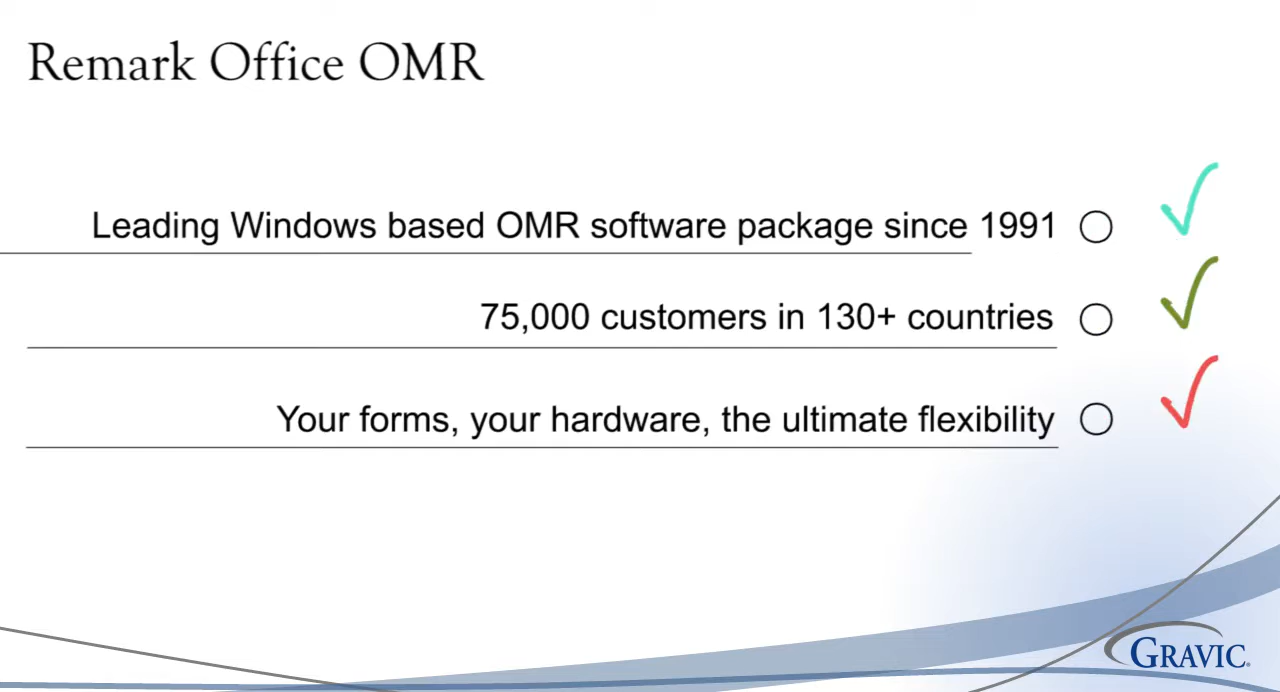 Remark Office OMR
Leading Windows based OMR software package since 1991
75,000 customers in 130+ countries
Your forms, your hardware, the ultimate flexibility
GRAVIC®